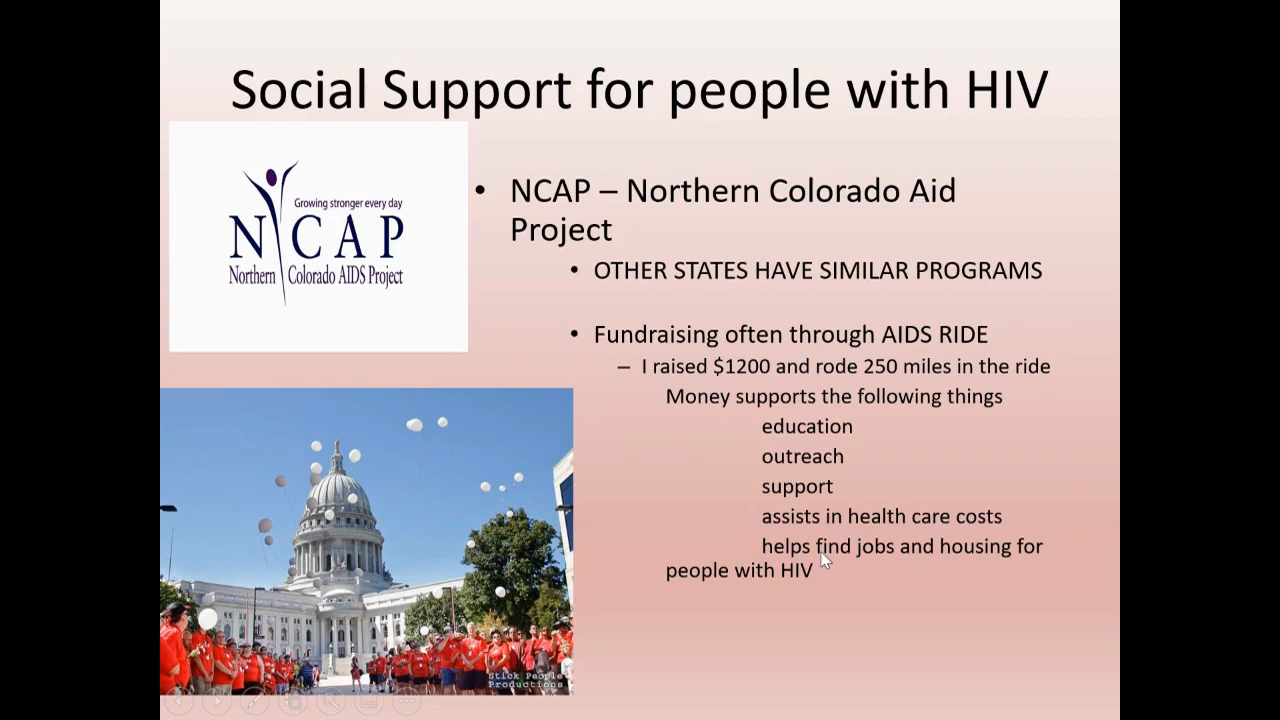 Social Support for people with HIV
Growing stronger every day
NCAP
Northern Colorado AIDS Project
• NCAP – Northern Colorado Aid
Project
• OTHER STATES HAVE SIMILAR PROGRAMS
• Fundraising often through AIDS RIDE
– I raised $1200 and rode 250 miles in the ride
Money supports the following things
education
outreach
support
assists in health care costs
helps find jobs and housing for
people with HIV
Stick People
Productions